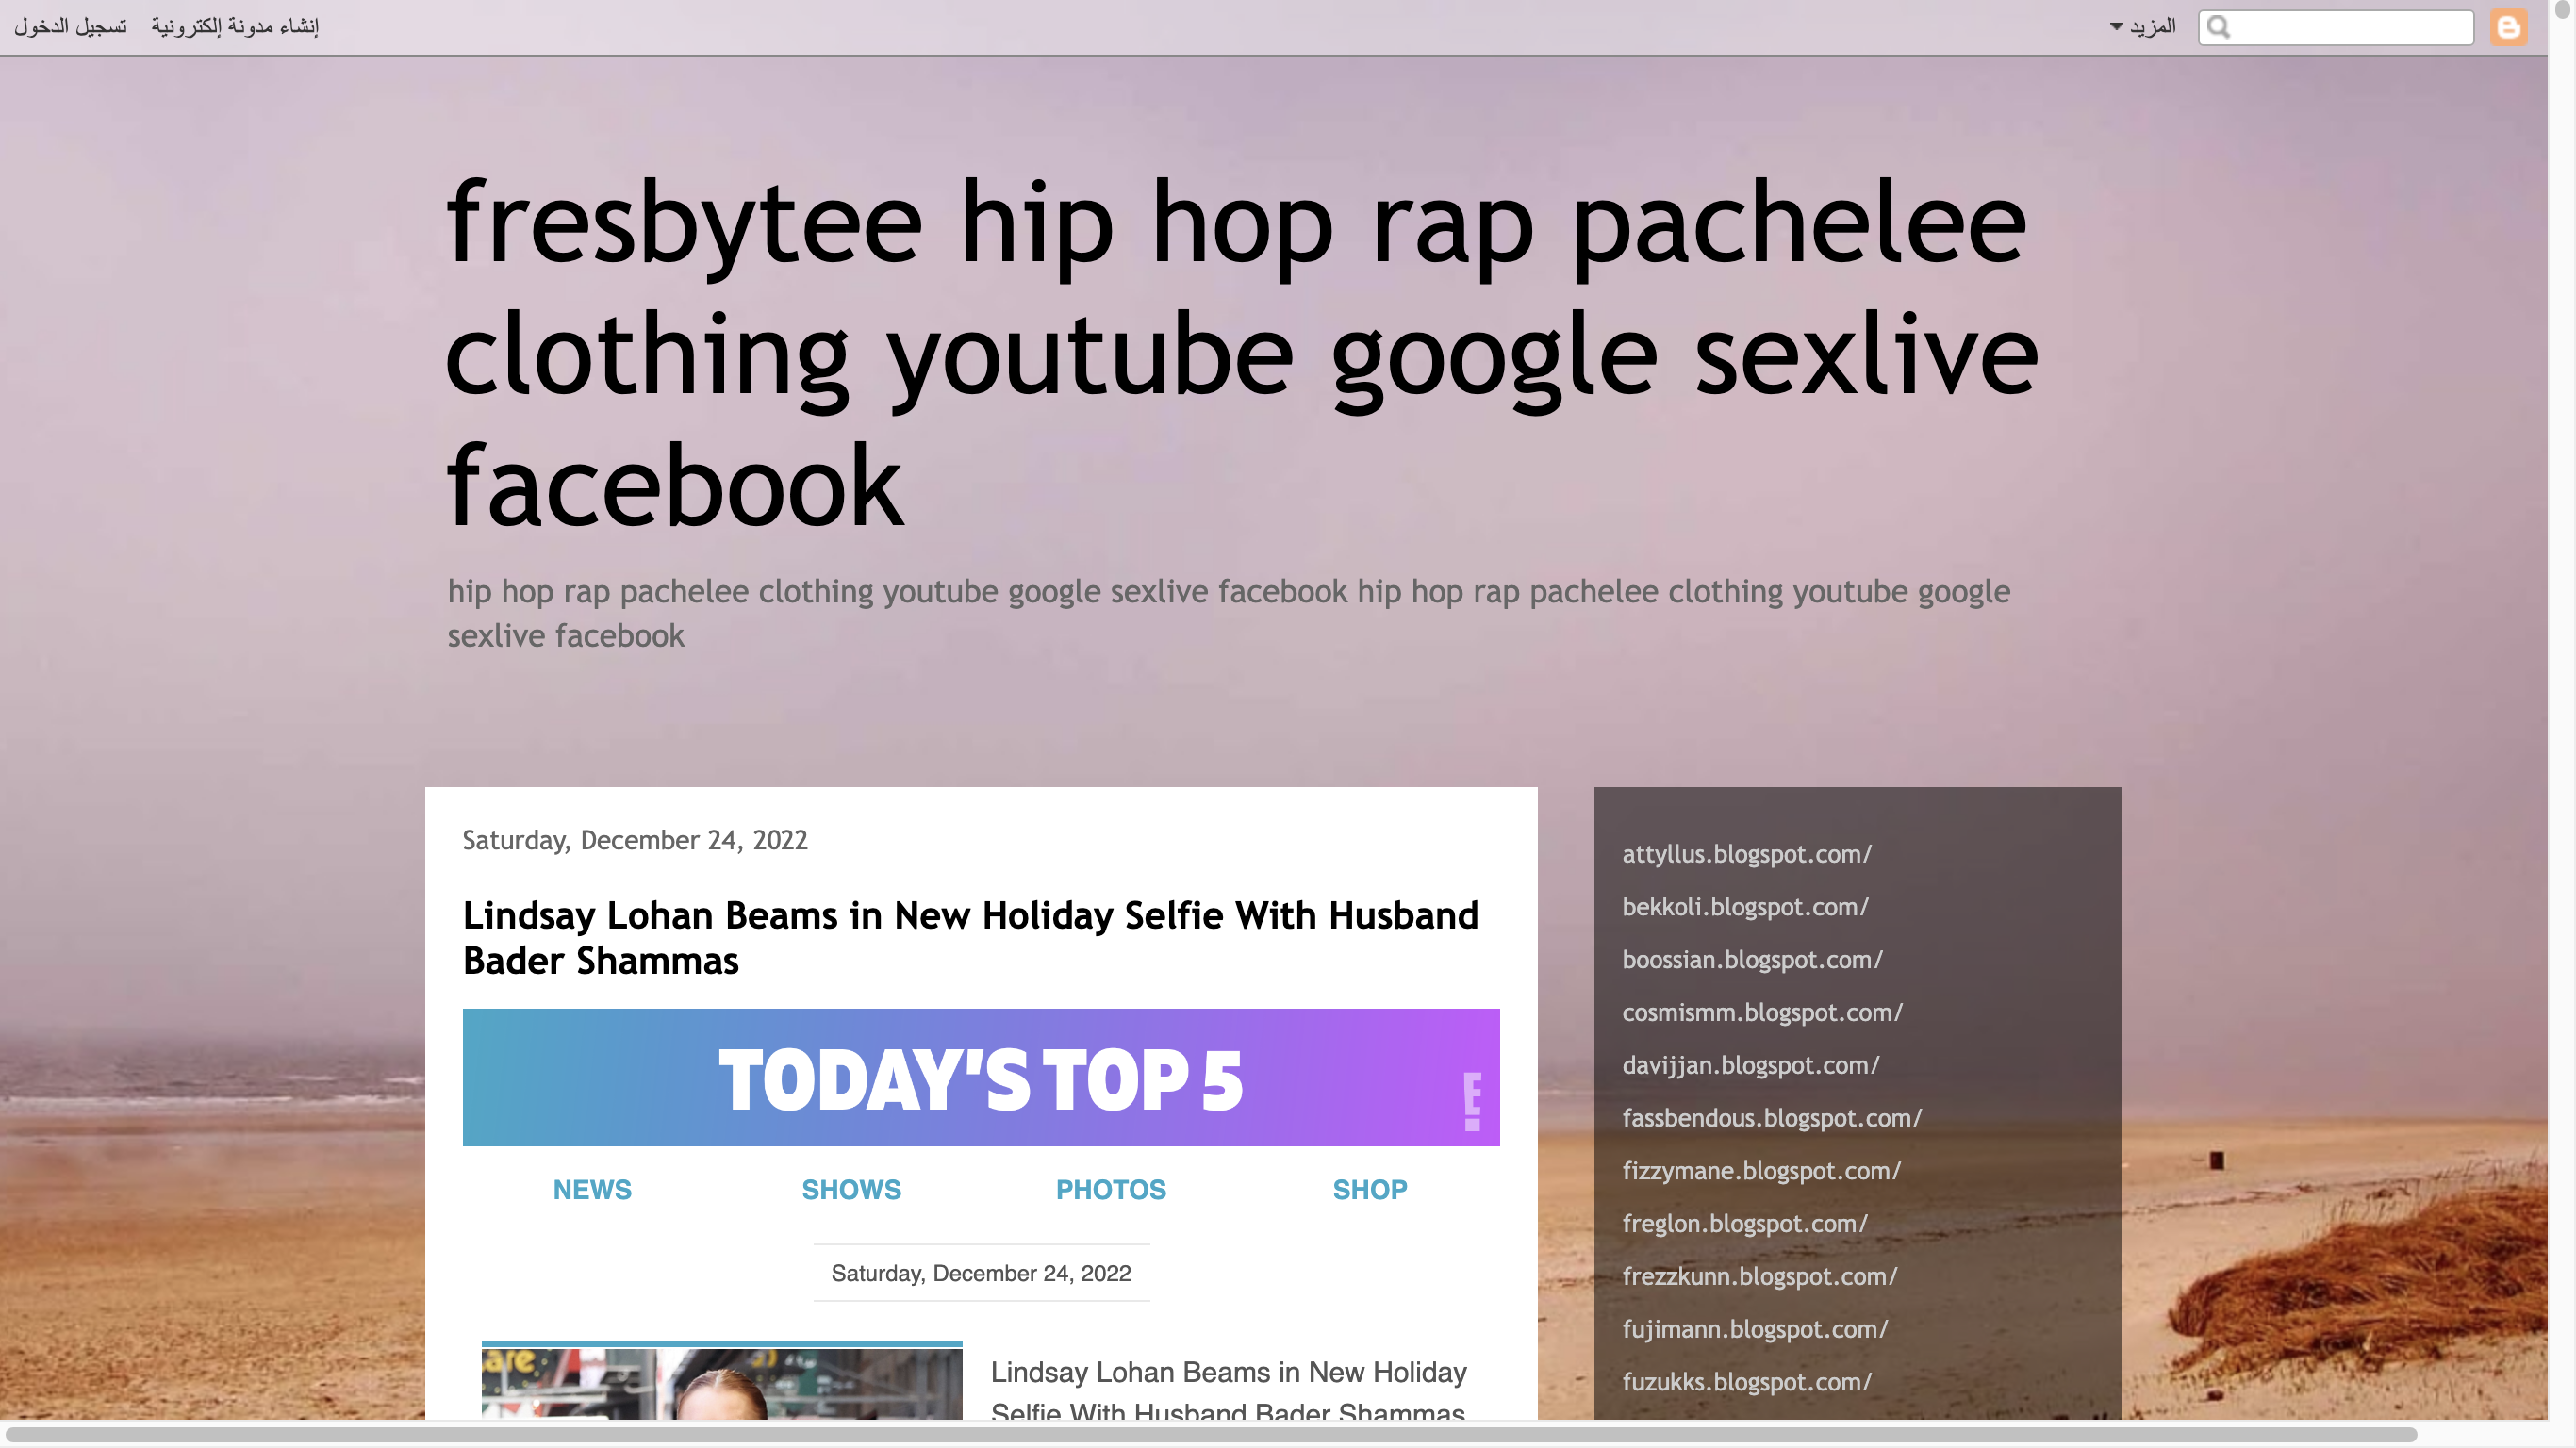 تسجيل الدخول
إنشاء مدونة إلكترونية
المزيد
fresbytee hip hop rap pachelee
clothing youtube google sexlive
facebook
hip hop rap pachelee clothing youtube google sexlive facebook hip hop rap pachelee clothing youtube google
sexlive facebook
Saturday, December 24, 2022
Lindsay Lohan Beams in New Holiday Selfie With Husband
Bader Shammas
TODAY'S TOP 5
E!
NEWS SHOWS PHOTOS SHOP
Saturday, December 24, 2022
Lindsay Lohan Beams in New Holiday
Selfie With Husband Bader Shammas
attyllus.blogspot.com/
bekkoli.blogspot.com/
boossian.blogspot.com/
cosmismm.blogspot.com/
davijjan.blogspot.com/
fassbendous.blogspot.com/
fizzymane.blogspot.com/
freglon.blogspot.com/
frezzkunn.blogspot.com/
fujimann.blogspot.com/
fuzukks.blogspot.com/